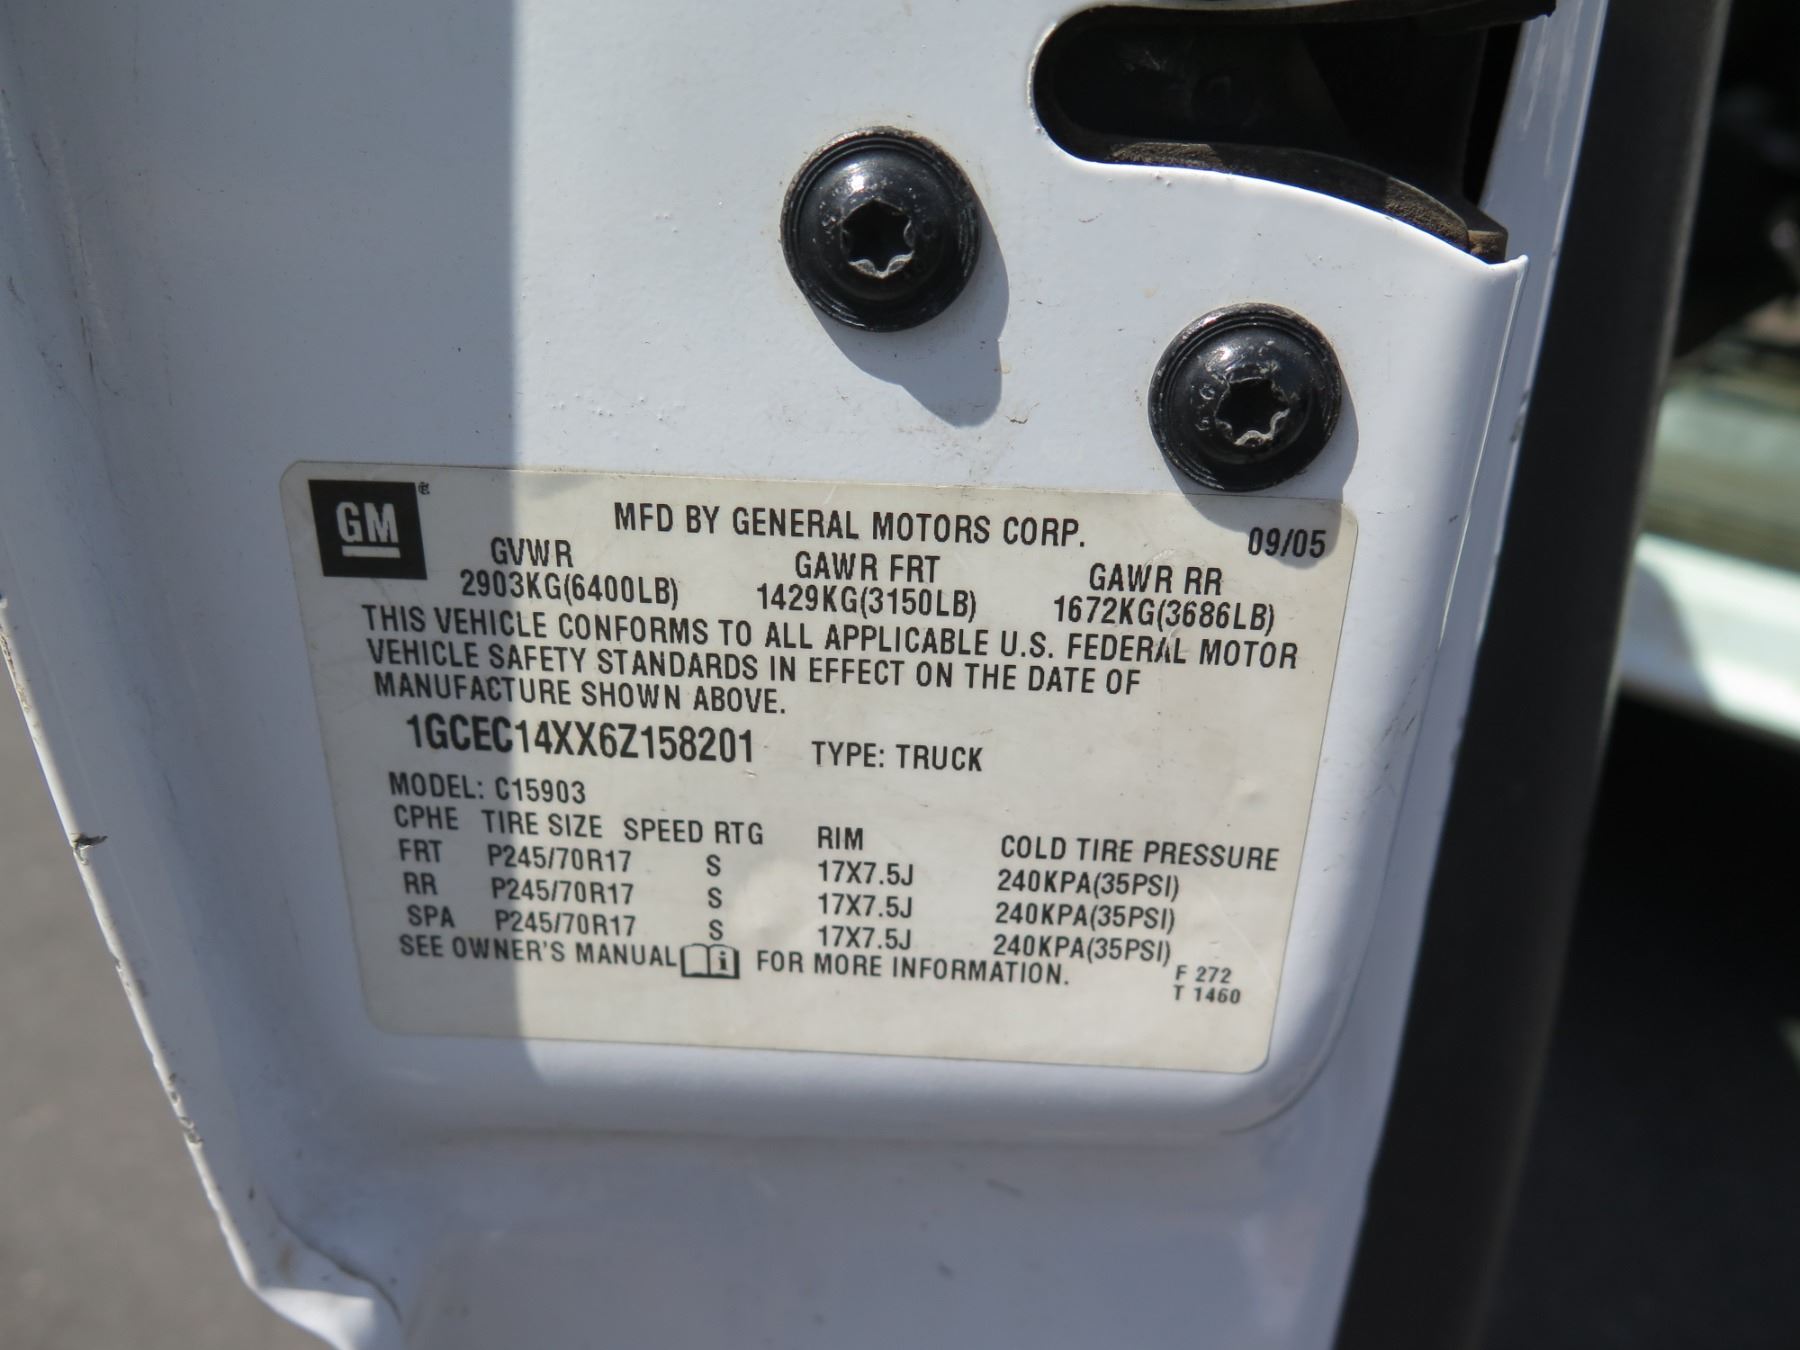 GM ®
MFD BY GENERAL MOTORS CORP. 09/05
GVWR GAWR FRT GAWR RR
2903KG(6400LB) 1429KG(3150LB) 1672KG(3686LB)
THIS VEHICLE CONFORMS TO ALL APPLICABLE U.S. FEDERAL MOTOR
VEHICLE SAFETY STANDARDS IN EFFECT ON THE DATE OF
MANUFACTURE SHOWN ABOVE.
1GCEC14XX6Z158201 TYPE: TRUCK
MODEL: C15903
CPHE TIRE SIZE SPEED RTG RIM COLD TIRE PRESSURE
FRT P245/70R17 S 17X7.5J 240KPA(35PSI)
RR P245/70R17 S 17X7.5J 240KPA(35PSI)
SPA P245/70R17 S 17X7.5J 240KPA(35PSI)
SEE OWNER'S MANUAL i FOR MORE INFORMATION.
F 272
T 1460